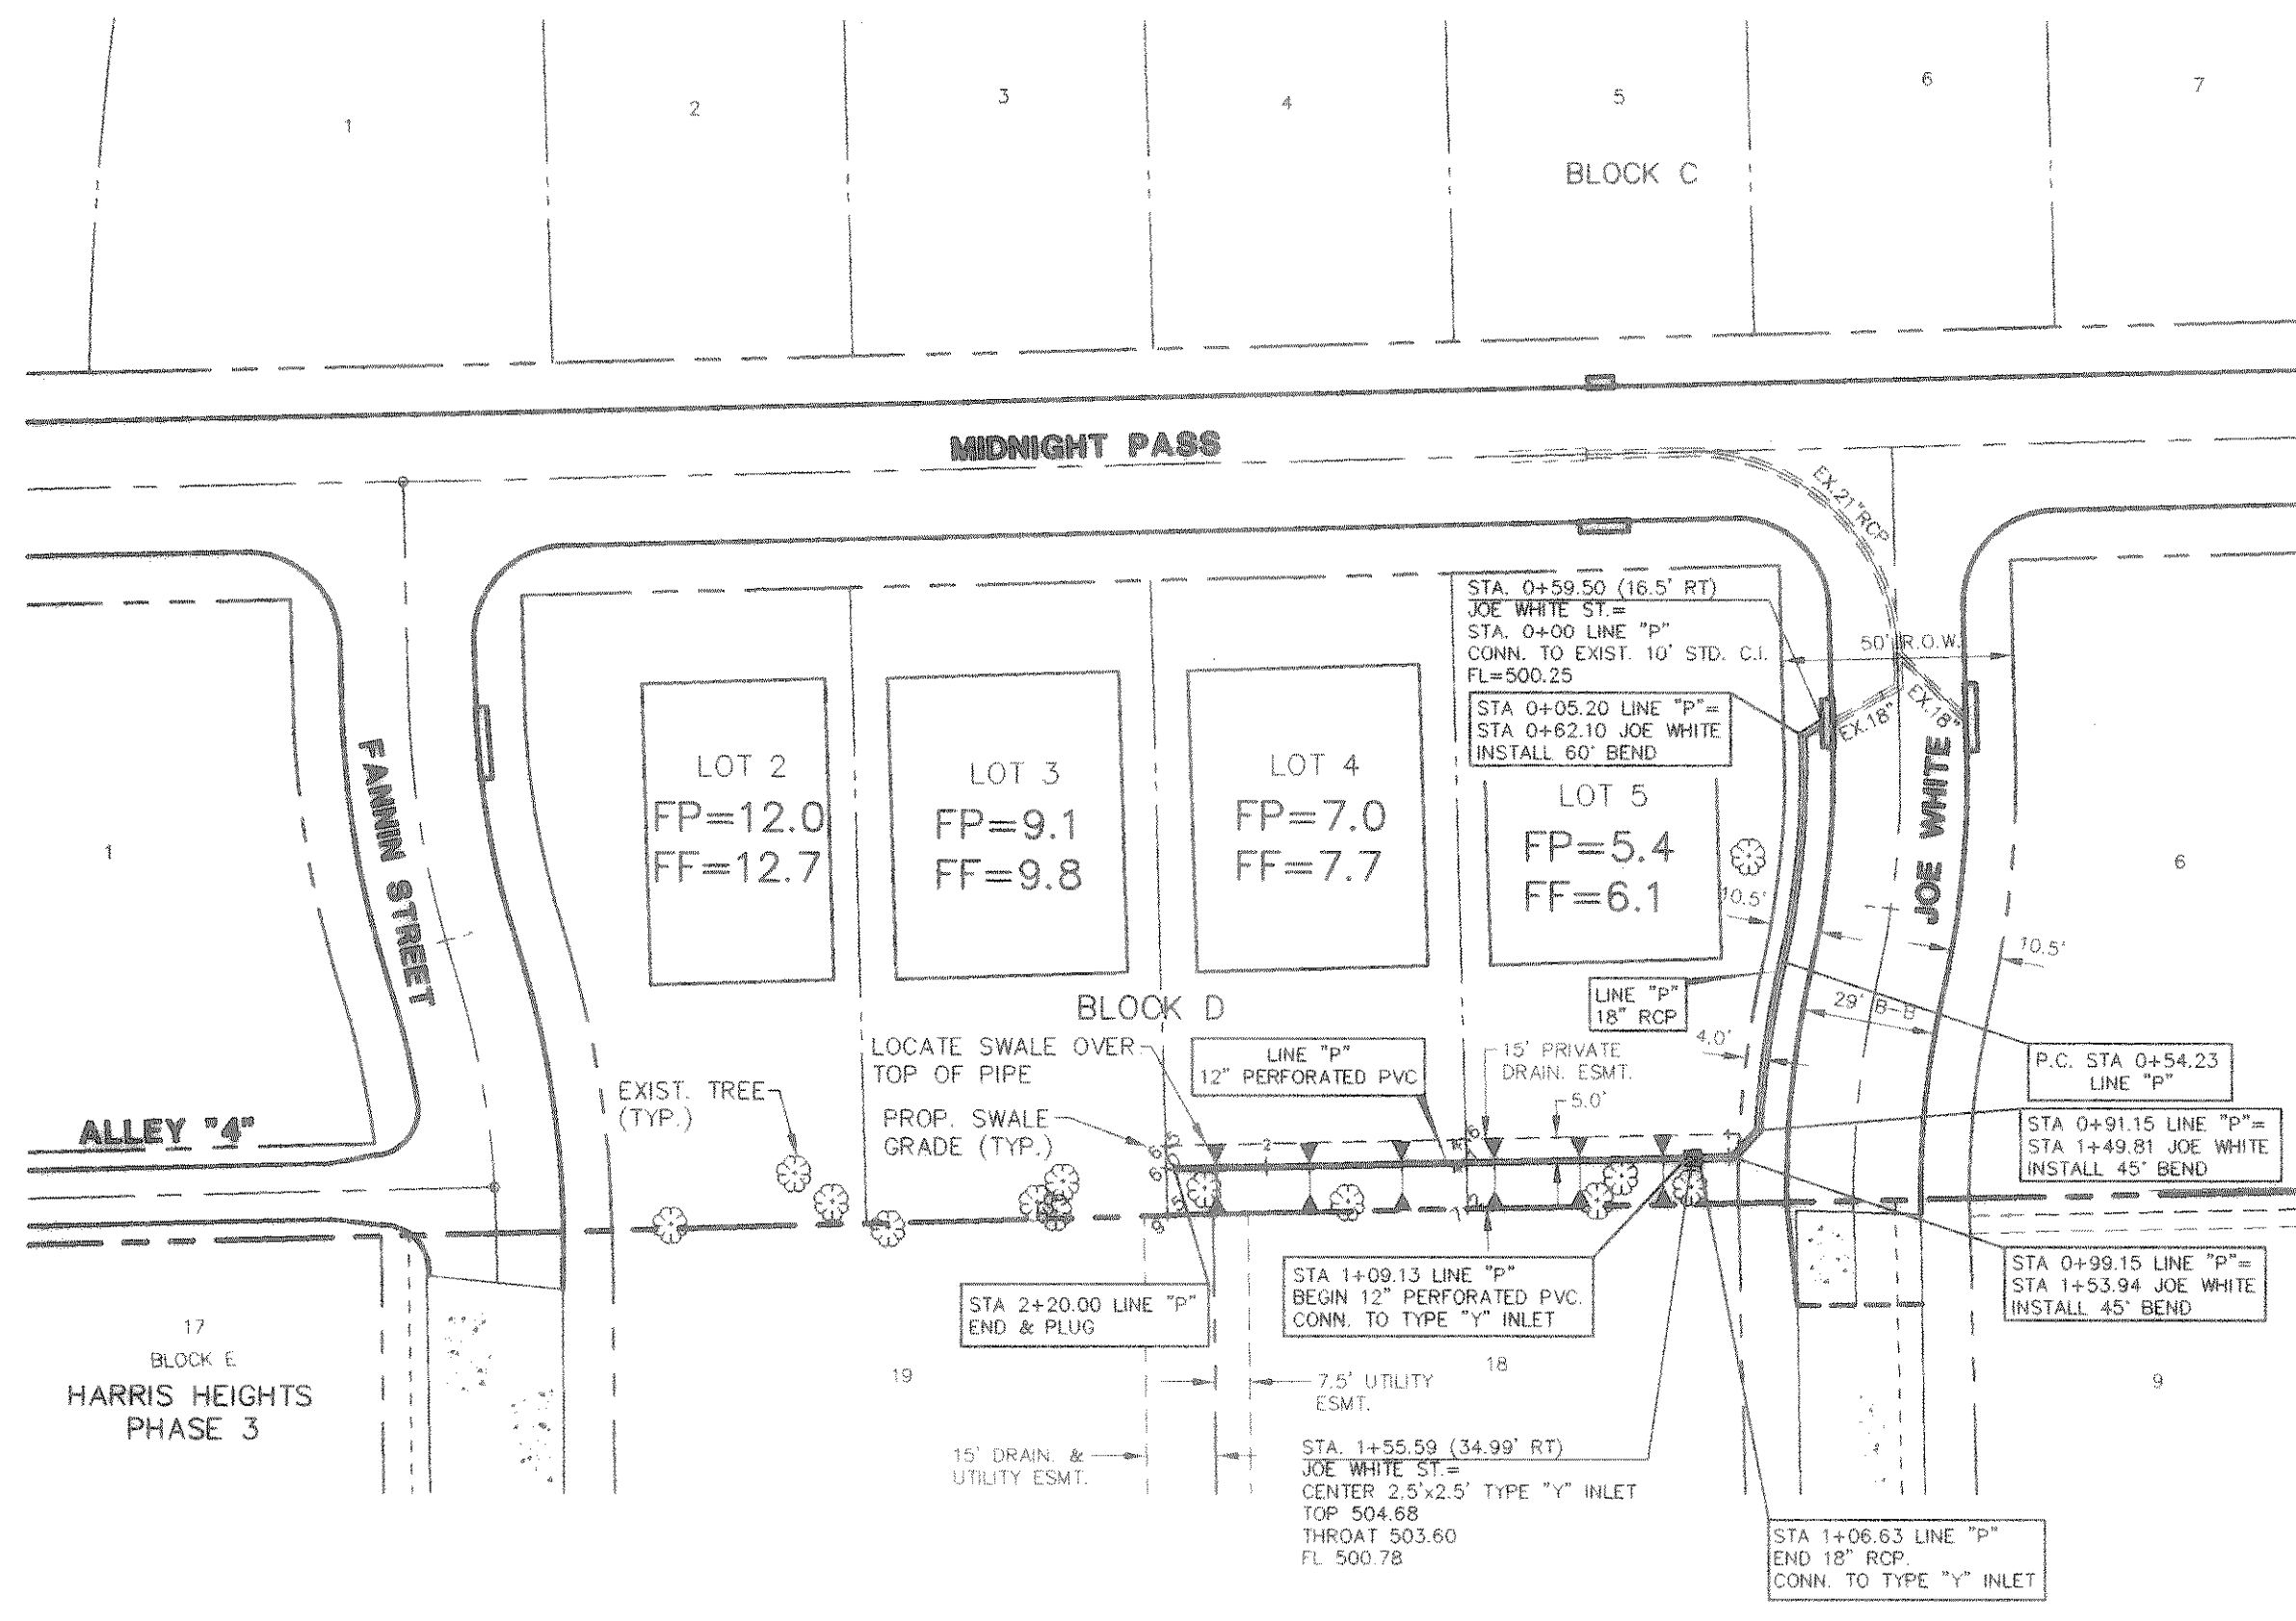 1
2
3
4
5
6
7
BLOCK C
MIDNIGHT PASS
EX.21"RCP
STA. 0+59.50 (16.5' RT)
JOE WHITE ST.=
STA. 0+00 LINE "P"
CONN. TO EXIST. 10' STD. C.I.
FL=500.25
50' R.O.W.
STA 0+05.20 LINE "P"=
STA 0+62.10 JOE WHITE
INSTALL 60° BEND
EX.18"
EX.18"
FANNIN STREET
JOE WHITE
LOT 2
FP=12.0
FF=12.7
LOT 3
FP=9.1
FF=9.8
LOT 4
FP=7.0
FF=7.7
LOT 5
FP=5.4
FF=6.1
1
6
10.5'
10.5'
BLOCK D
LINE "P"
18" RCP
29' B-B
4.0'
LOCATE SWALE OVER
TOP OF PIPE
LINE "P"
12" PERFORATED PVC
15' PRIVATE
DRAIN. ESMT.
5.0'
P.C. STA 0+54.23
LINE "P"
EXIST. TREE
(TYP.)
PROP. SWALE
GRADE (TYP.)
ALLEY "4"
2
STA 0+91.15 LINE "P"=
STA 1+49.81 JOE WHITE
INSTALL 45° BEND
STA 0+99.15 LINE "P"=
STA 1+53.94 JOE WHITE
INSTALL 45° BEND
STA 2+20.00 LINE "P"
END & PLUG
STA 1+09.13 LINE "P"
BEGIN 12" PERFORATED PVC.
CONN. TO TYPE "Y" INLET
17
BLOCK E
HARRIS HEIGHTS
PHASE 3
19
18
9
7.5' UTILITY
ESMT.
15' DRAIN. &
UTILITY ESMT.
STA. 1+55.59 (34.99' RT)
JOE WHITE ST.=
CENTER 2.5'x2.5' TYPE "Y" INLET
TOP 504.68
THROAT 503.60
FL 500.78
STA 1+06.63 LINE "P"
END 18" RCP.
CONN. TO TYPE "Y" INLET